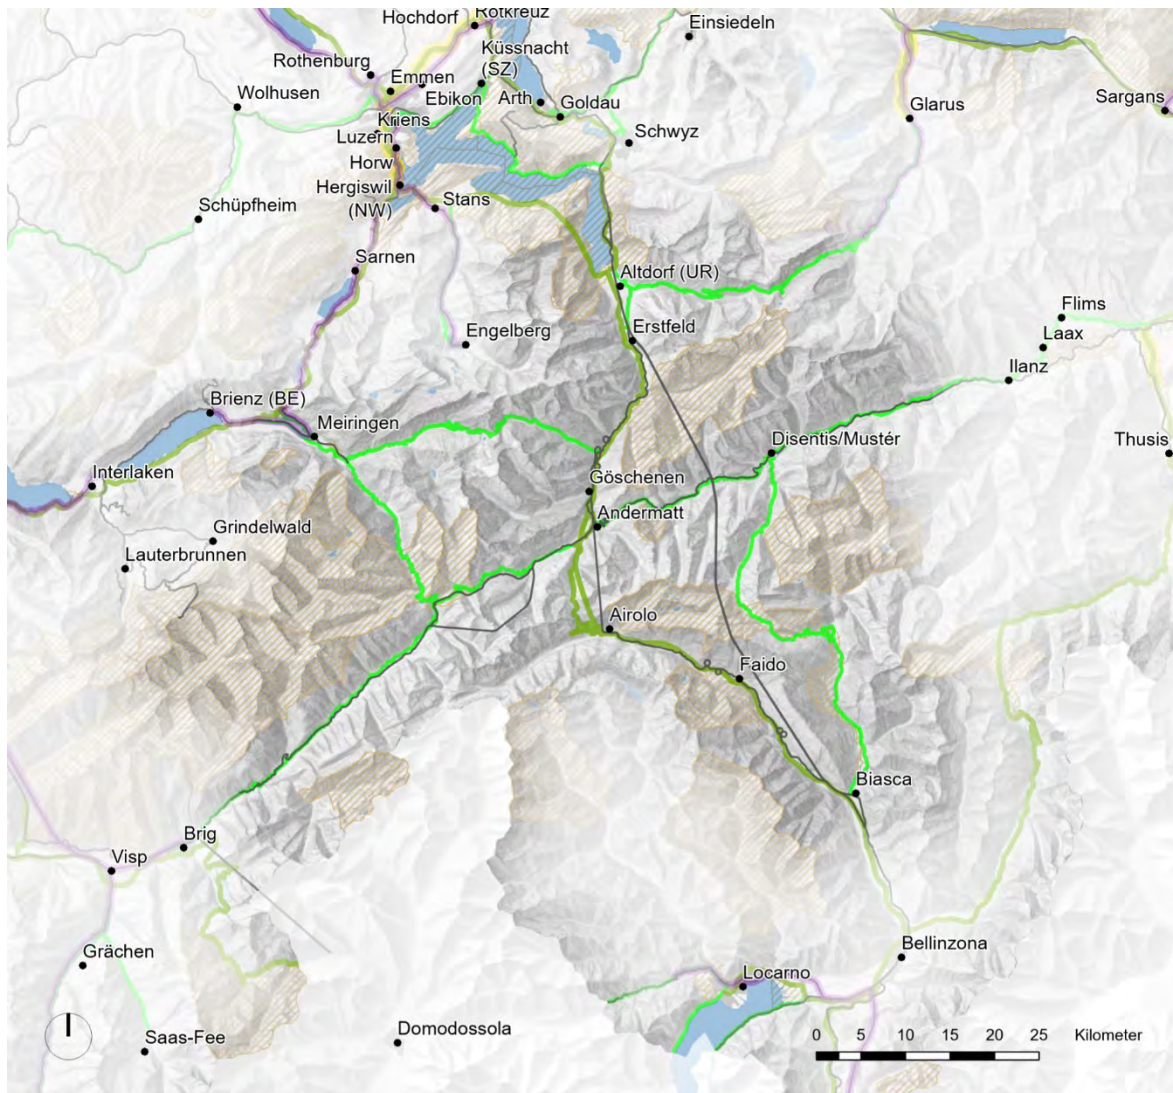 Hochdorf
Rotkreuz
Einsiedeln
Küssnacht
(SZ)
Rothenburg
Emmen
Ebikon
Arth
Goldau
Wolhusen
Glarus
Sargans
Kriens
Luzern
Schwyz
Horw
Hergiswil
(NW)
Stans
Schüpfheim
Sarnen
Altdorf (UR)
Flims
Erstfeld
Engelberg
Laax
Ilanz
Brienz (BE)
Meiringen
Disentis/Mustér
Thusis
Interlaken
Göschenen
Andermatt
Grindelwald
Lauterbrunnen
Airolo
Faido
Biasca
Brig
Visp
Bellinzona
Grächen
Locarno
Domodossola
Saas-Fee
0 5 10 15 20 25 Kilometer